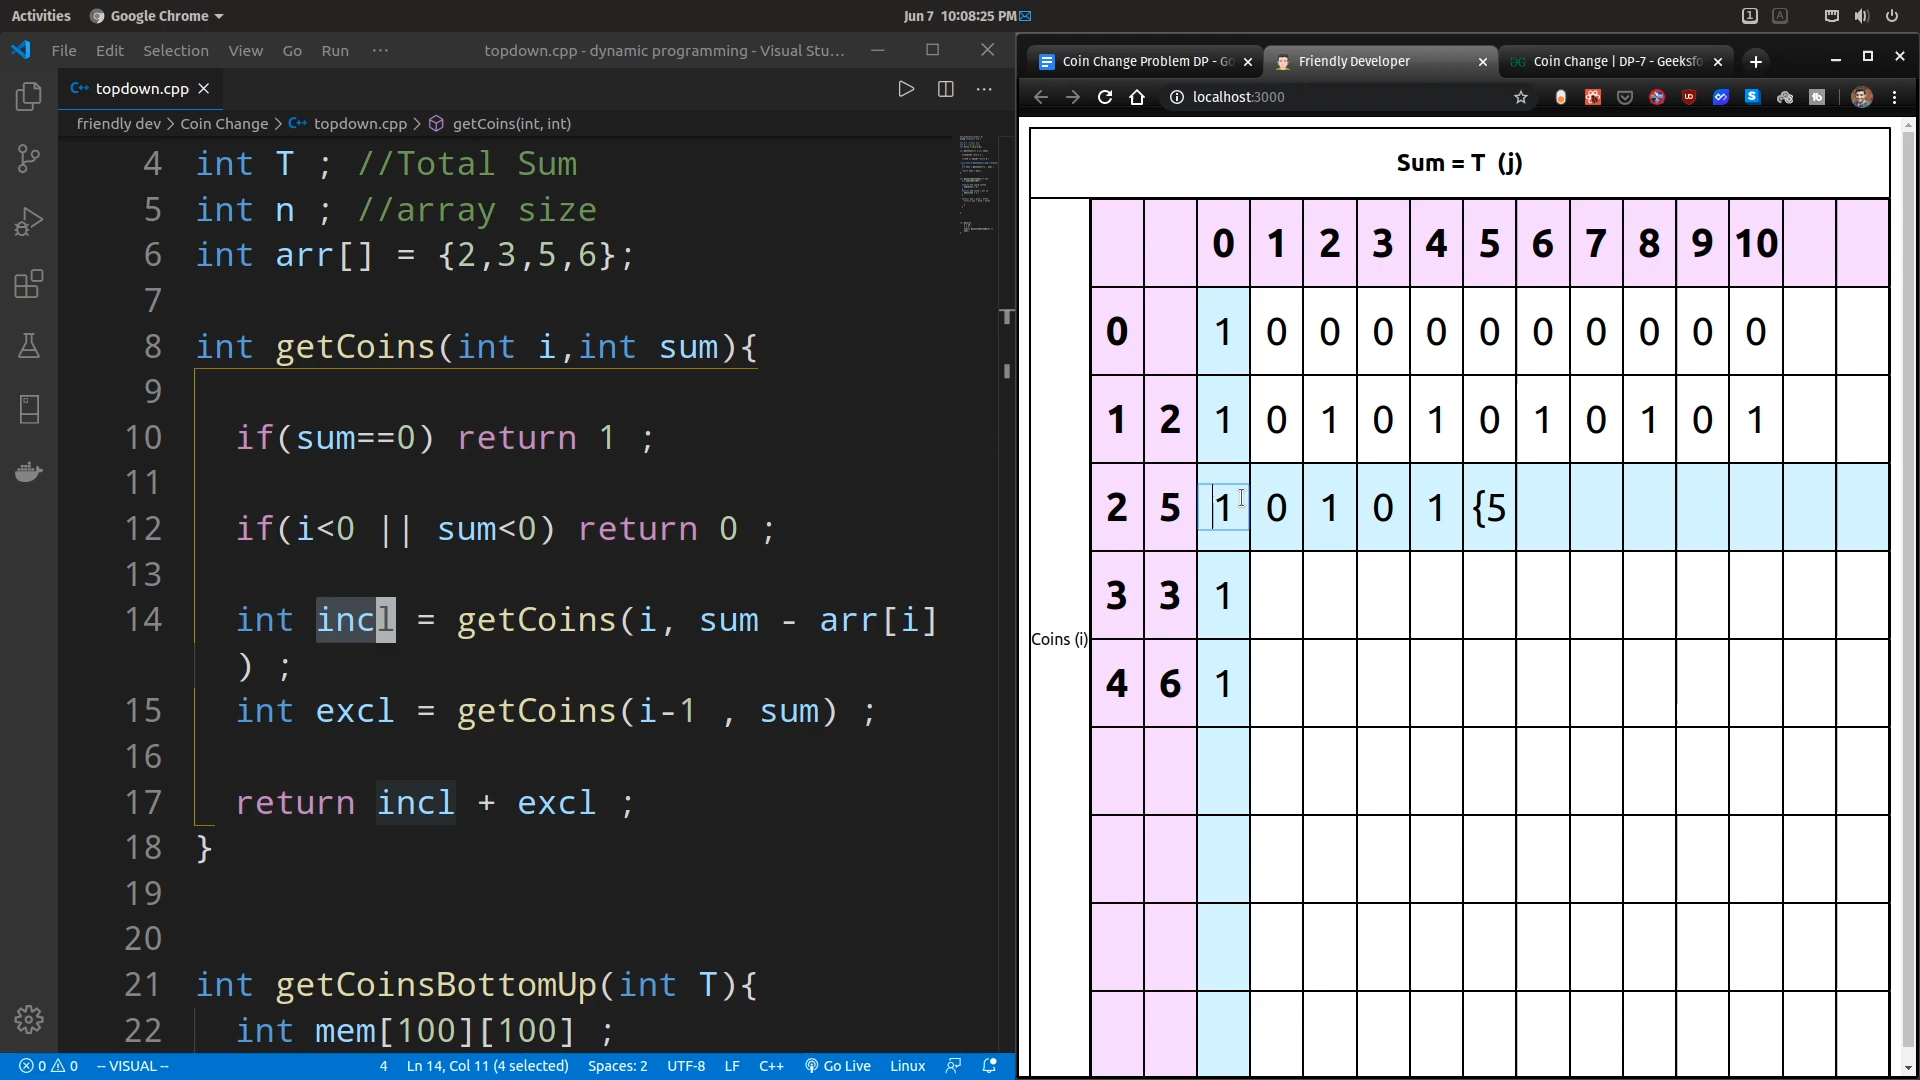 Activities Google Chrome Jun 7 10:08:25 PM 1 A
File Edit Selection View Go Run ··· topdown.cpp - dynamic programming - Visual Stu...
C++ topdown.cpp
friendly dev > Coin Change > C++ topdown.cpp > getCoins(int, int)
4 int T ; //Total Sum
5 int n ; //array size
6 int arr[] = {2,3,5,6};
7
8 int getCoins(int i,int sum){
9
10 if(sum==0) return 1 ;
11
12 if(i<0 || sum<0) return 0 ;
13
14 int incl = getCoins(i, sum - arr[i]
) ;
15 int excl = getCoins(i-1 , sum) ;
16
17 return incl + excl ;
18 }
19
20
21 int getCoinsBottomUp(int T){
22 int mem[100][100] ;
0 0 -- VISUAL -- 4 Ln 14, Col 11 (4 selected) Spaces: 2 UTF-8 LF C++ Go Live Linux
Coin Change Problem DP - Go Friendly Developer Coin Change | DP-7 - Geeksfo
localhost:3000
Sum = T (j)
0 1 2 3 4 5 6 7 8 9 10
0 1 0 0 0 0 0 0 0 0 0 0
1 2 1 0 1 0 1 0 1 0 1 0 1
2 5 1 0 1 0 1 {5
3 3 1
Coins (i)
4 6 1